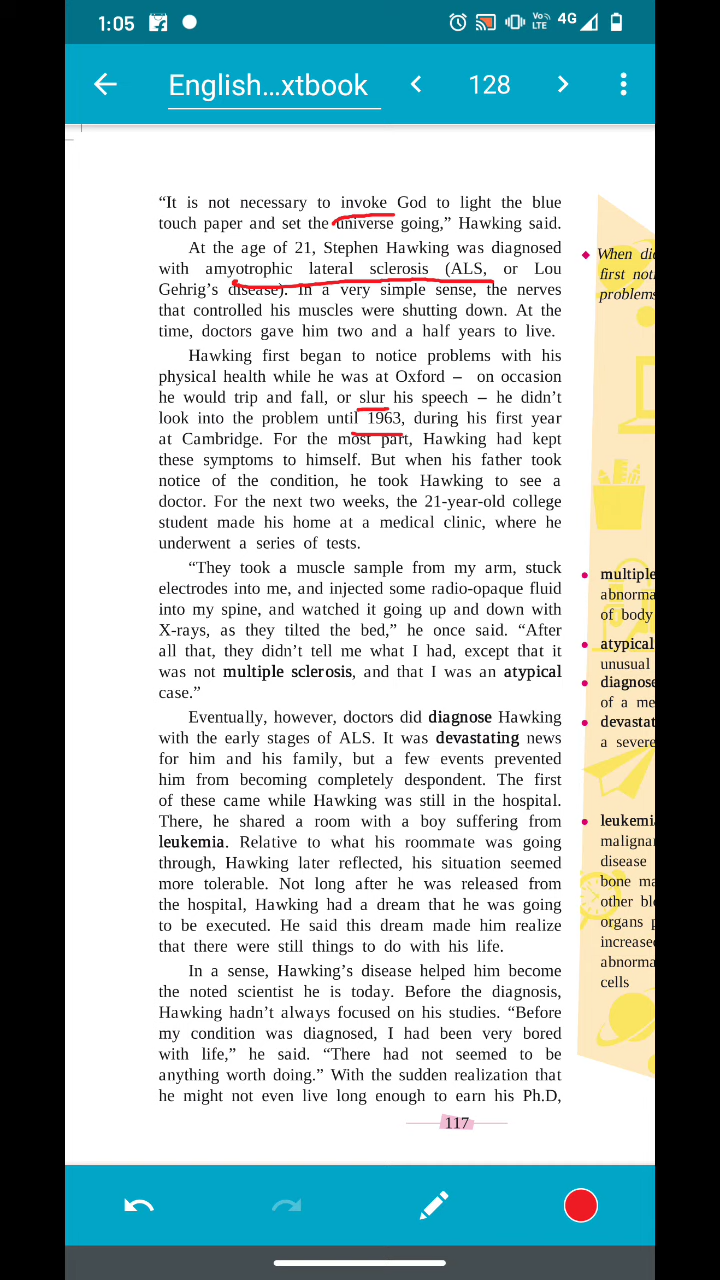 1:05
Vo
LTE
4G
English...xtbook
128
“It is not necessary to invoke God to light the blue
touch paper and set the universe going,” Hawking said.
At the age of 21, Stephen Hawking was diagnosed
with amyotrophic lateral sclerosis (ALS, or Lou
Gehrig’s disease). In a very simple sense, the nerves
that controlled his muscles were shutting down. At the
time, doctors gave him two and a half years to live.
Hawking first began to notice problems with his
physical health while he was at Oxford – on occasion
he would trip and fall, or slur his speech – he didn’t
look into the problem until 1963, during his first year
at Cambridge. For the most part, Hawking had kept
these symptoms to himself. But when his father took
notice of the condition, he took Hawking to see a
doctor. For the next two weeks, the 21-year-old college
student made his home at a medical clinic, where he
underwent a series of tests.
“They took a muscle sample from my arm, stuck
electrodes into me, and injected some radio-opaque fluid
into my spine, and watched it going up and down with
X-rays, as they tilted the bed,” he once said. “After
all that, they didn’t tell me what I had, except that it
was not multiple sclerosis, and that I was an atypical
case.”
Eventually, however, doctors did diagnose Hawking
with the early stages of ALS. It was devastating news
for him and his family, but a few events prevented
him from becoming completely despondent. The first
of these came while Hawking was still in the hospital.
There, he shared a room with a boy suffering from
leukemia. Relative to what his roommate was going
through, Hawking later reflected, his situation seemed
more tolerable. Not long after he was released from
the hospital, Hawking had a dream that he was going
to be executed. He said this dream made him realize
that there were still things to do with his life.
In a sense, Hawking’s disease helped him become
the noted scientist he is today. Before the diagnosis,
Hawking hadn’t always focused on his studies. “Before
my condition was diagnosed, I had been very bored
with life,” he said. “There had not seemed to be
anything worth doing.” With the sudden realization that
he might not even live long enough to earn his Ph.D,
When did
first noti
problems
multiple
abnorma
of body
atypical
unusual
diagnose
of a me
devastat
a severe
leukemia
malignan
disease
bone ma
other blo
organs p
increased
abnorma
cells
117